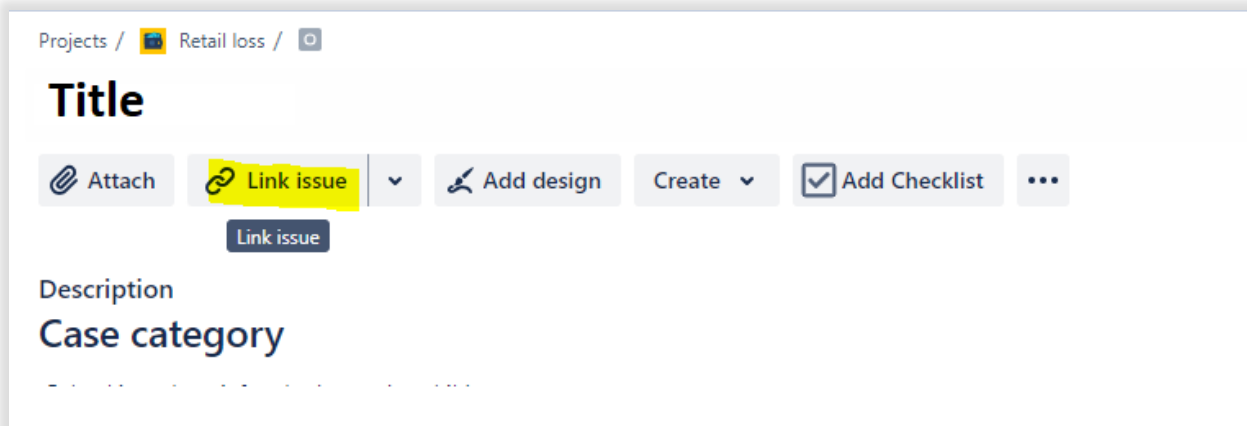 Projects / Retail loss /
Title
Attach Link issue Add design Create Add Checklist
Link issue
Description
Case category